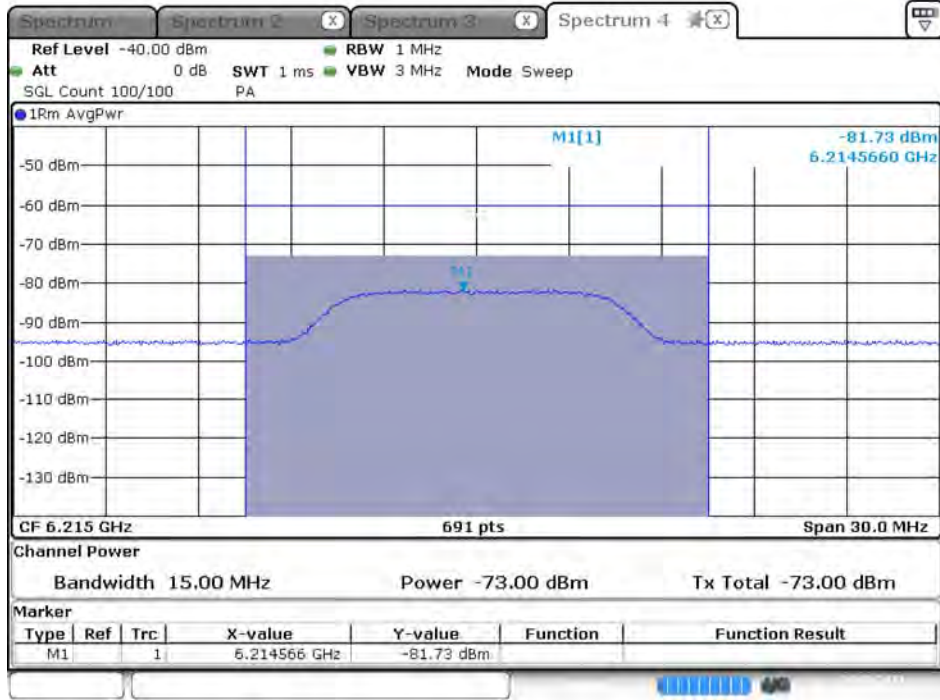 Spectrum Spectrum 2 X Spectrum 3 X Spectrum 4 X
Ref Level -40.00 dBm RBW 1 MHz
Att 0 dB SWT 1 ms VBW 3 MHz Mode Sweep
SGL Count 100/100 PA
1Rm AvgPwr
M1[1] -81.73 dBm
6.2145660 GHz
-50 dBm
-60 dBm
-70 dBm
M1
-80 dBm
-90 dBm
-100 dBm
-110 dBm
-120 dBm
-130 dBm
CF 6.215 GHz 691 pts Span 30.0 MHz
Channel Power
Bandwidth 15.00 MHz Power -73.00 dBm Tx Total -73.00 dBm
Marker
Type Ref Trc X-value Y-value Function Function Result
M1 1 6.214566 GHz -81.73 dBm